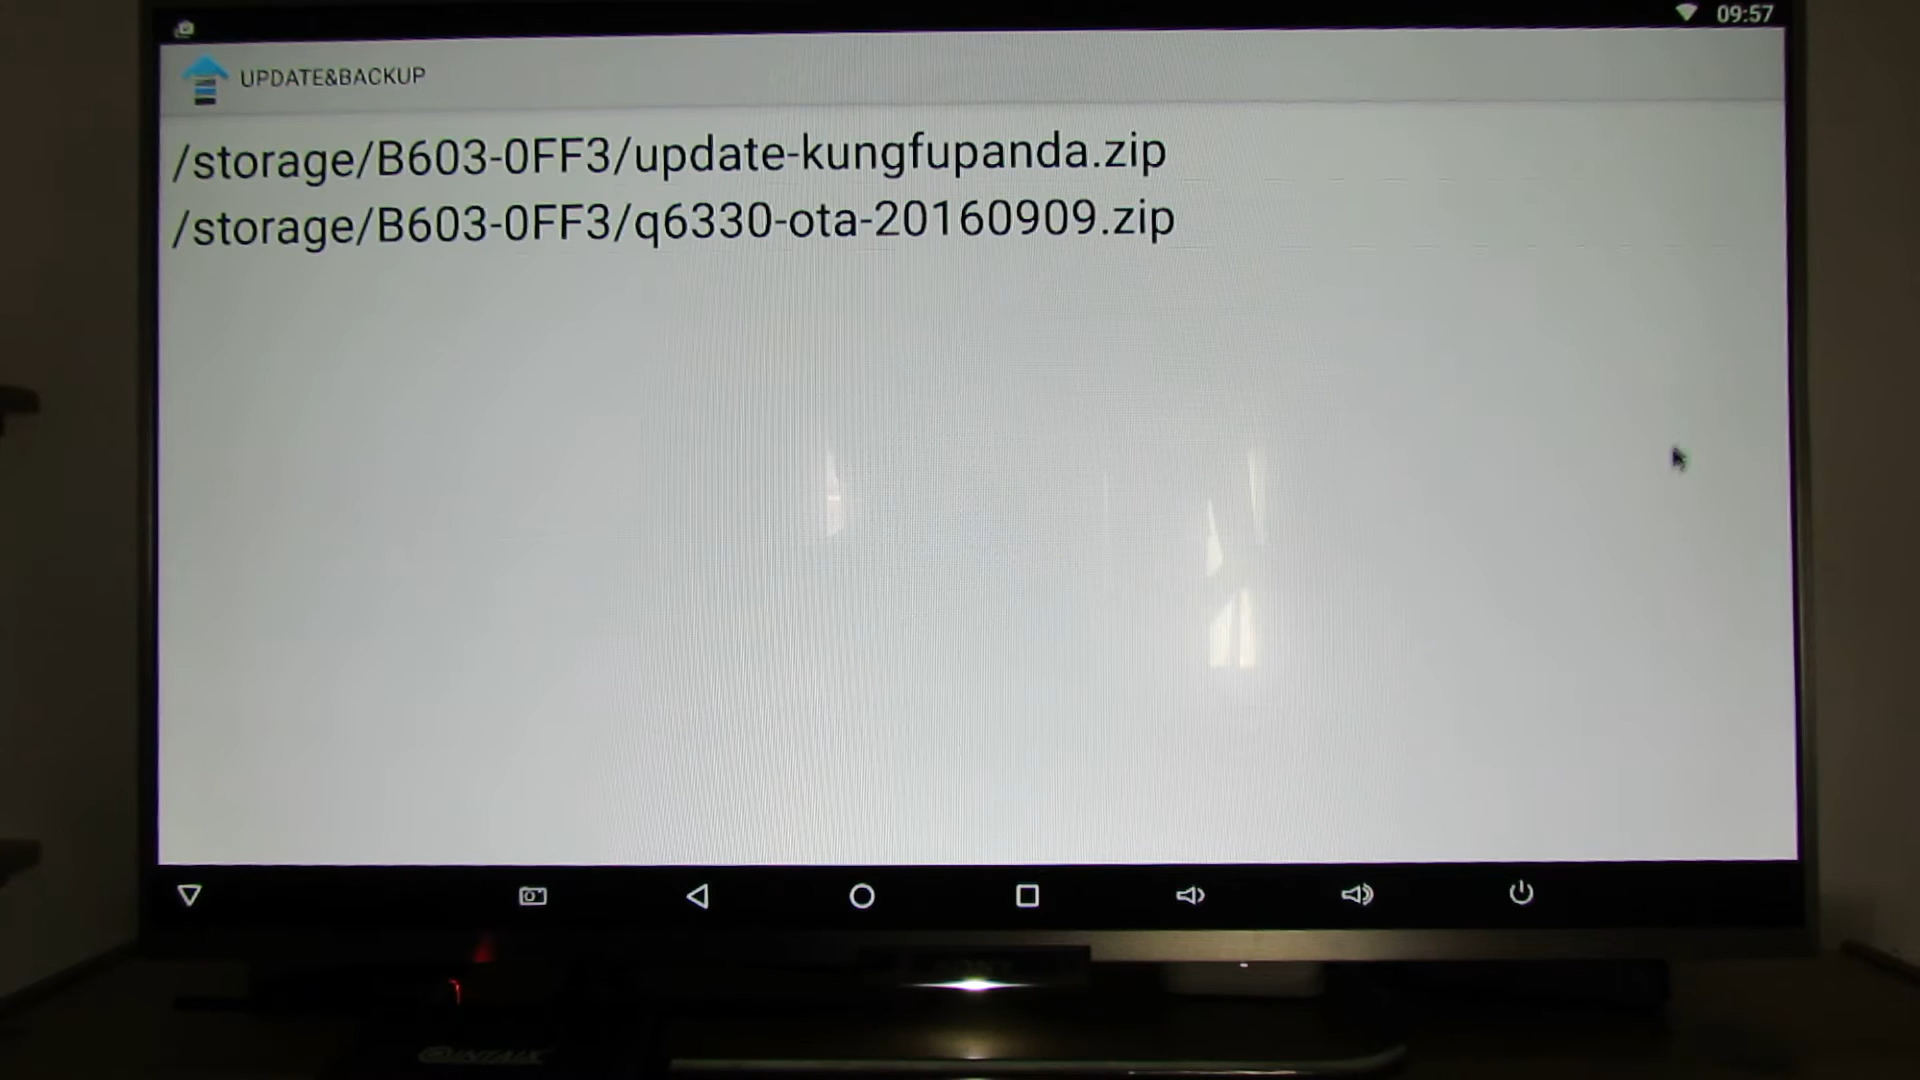 09:57
UPDATE&BACKUP
/storage/B603-0FF3/update-kungfupanda.zip
/storage/B603-0FF3/q6330-ota-20160909.zip